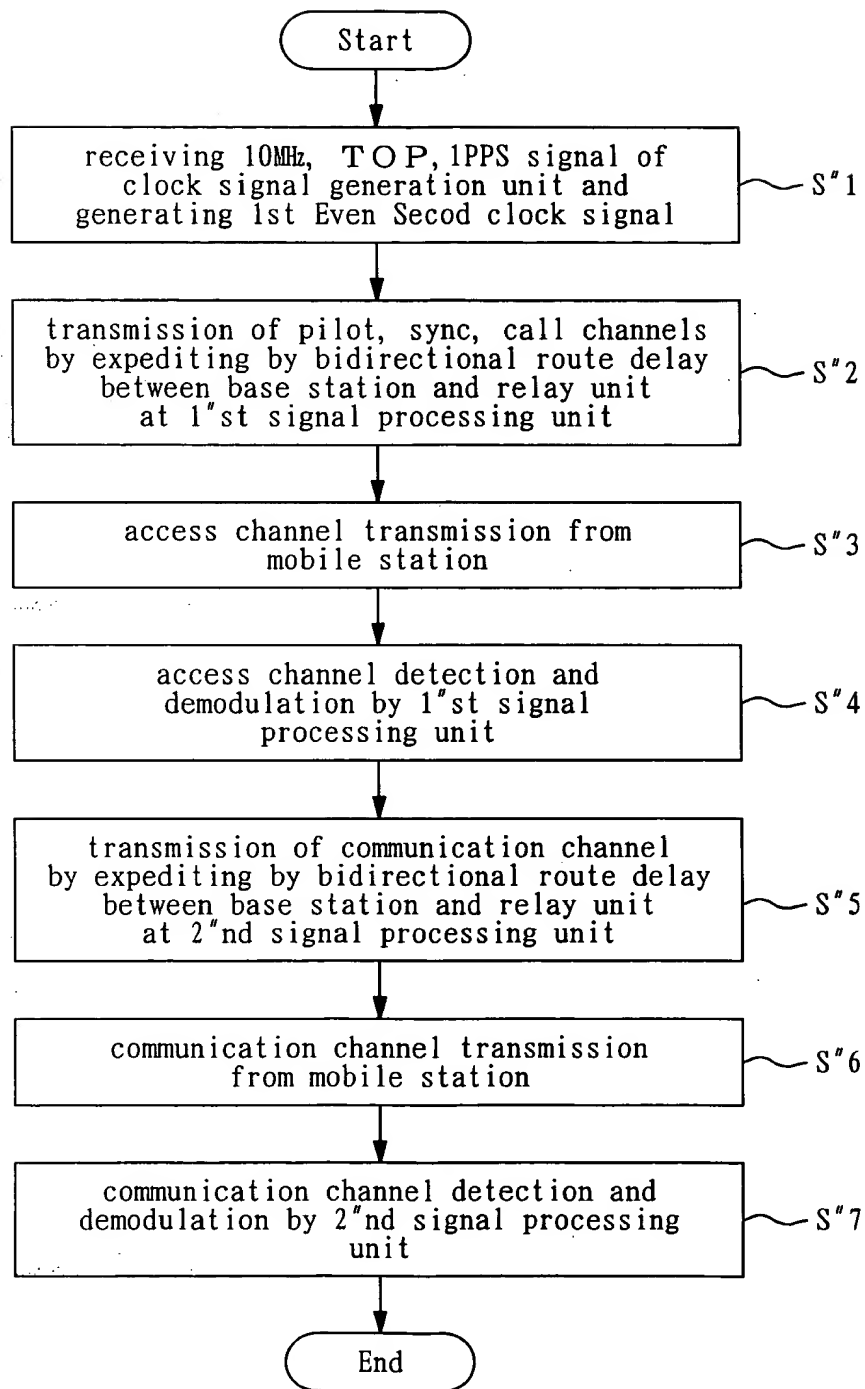 Start
receiving 10㎒, TOP, 1PPS signal of
clock signal generation unit and
generating 1st Even Secod clock signal
S"1
transmission of pilot, sync, call channels
by expediting by bidirectional route delay
between base station and relay unit
at 1"st signal processing unit
S"2
access channel transmission from
mobile station
S"3
access channel detection and
demodulation by 1"st signal
processing unit
S"4
transmission of communication channel
by expediting by bidirectional route delay
between base station and relay unit
at 2"nd signal processing unit
S"5
communication channel transmission
from mobile station
S"6
communication channel detection and
demodulation by 2"nd signal processing
unit
S"7
End